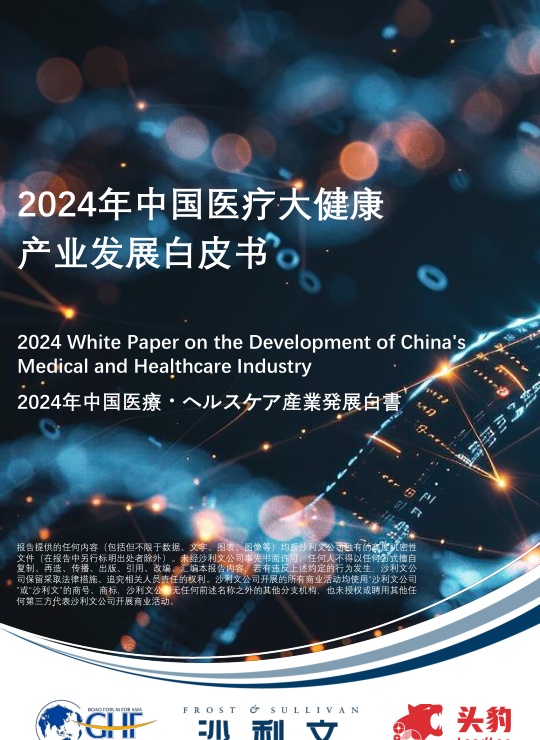 2024年中国医疗大健康
产业发展白皮书
2024 White Paper on the Development of China's
Medical and Healthcare Industry
2024年中国医療・ヘルスケア産業発展白書
报告提供的任何内容（包括但不限于数据、文字、图表、图像等）均系沙利文公司独有的高度机密性
文件（在报告中另行标明出处者除外）。未经沙利文公司事先书面许可，任何人不得以任何方式擅自
复制、再造、传播、出版、引用、改编、汇编本报告内容，若有违反上述约定的行为发生，沙利文公
司保留采取法律措施、追究相关人员责任的权利。沙利文公司开展的所有商业活动均使用“沙利文公司
”或“沙利文”的商号、商标，沙利文公司无任何前述名称之外的其他分支机构，也未授权或聘用其他任
何第三方代表沙利文公司开展商业活动。
BOAO FORUM FOR ASIA
GHF
FROST & SULLIVAN
沙利文
头豹